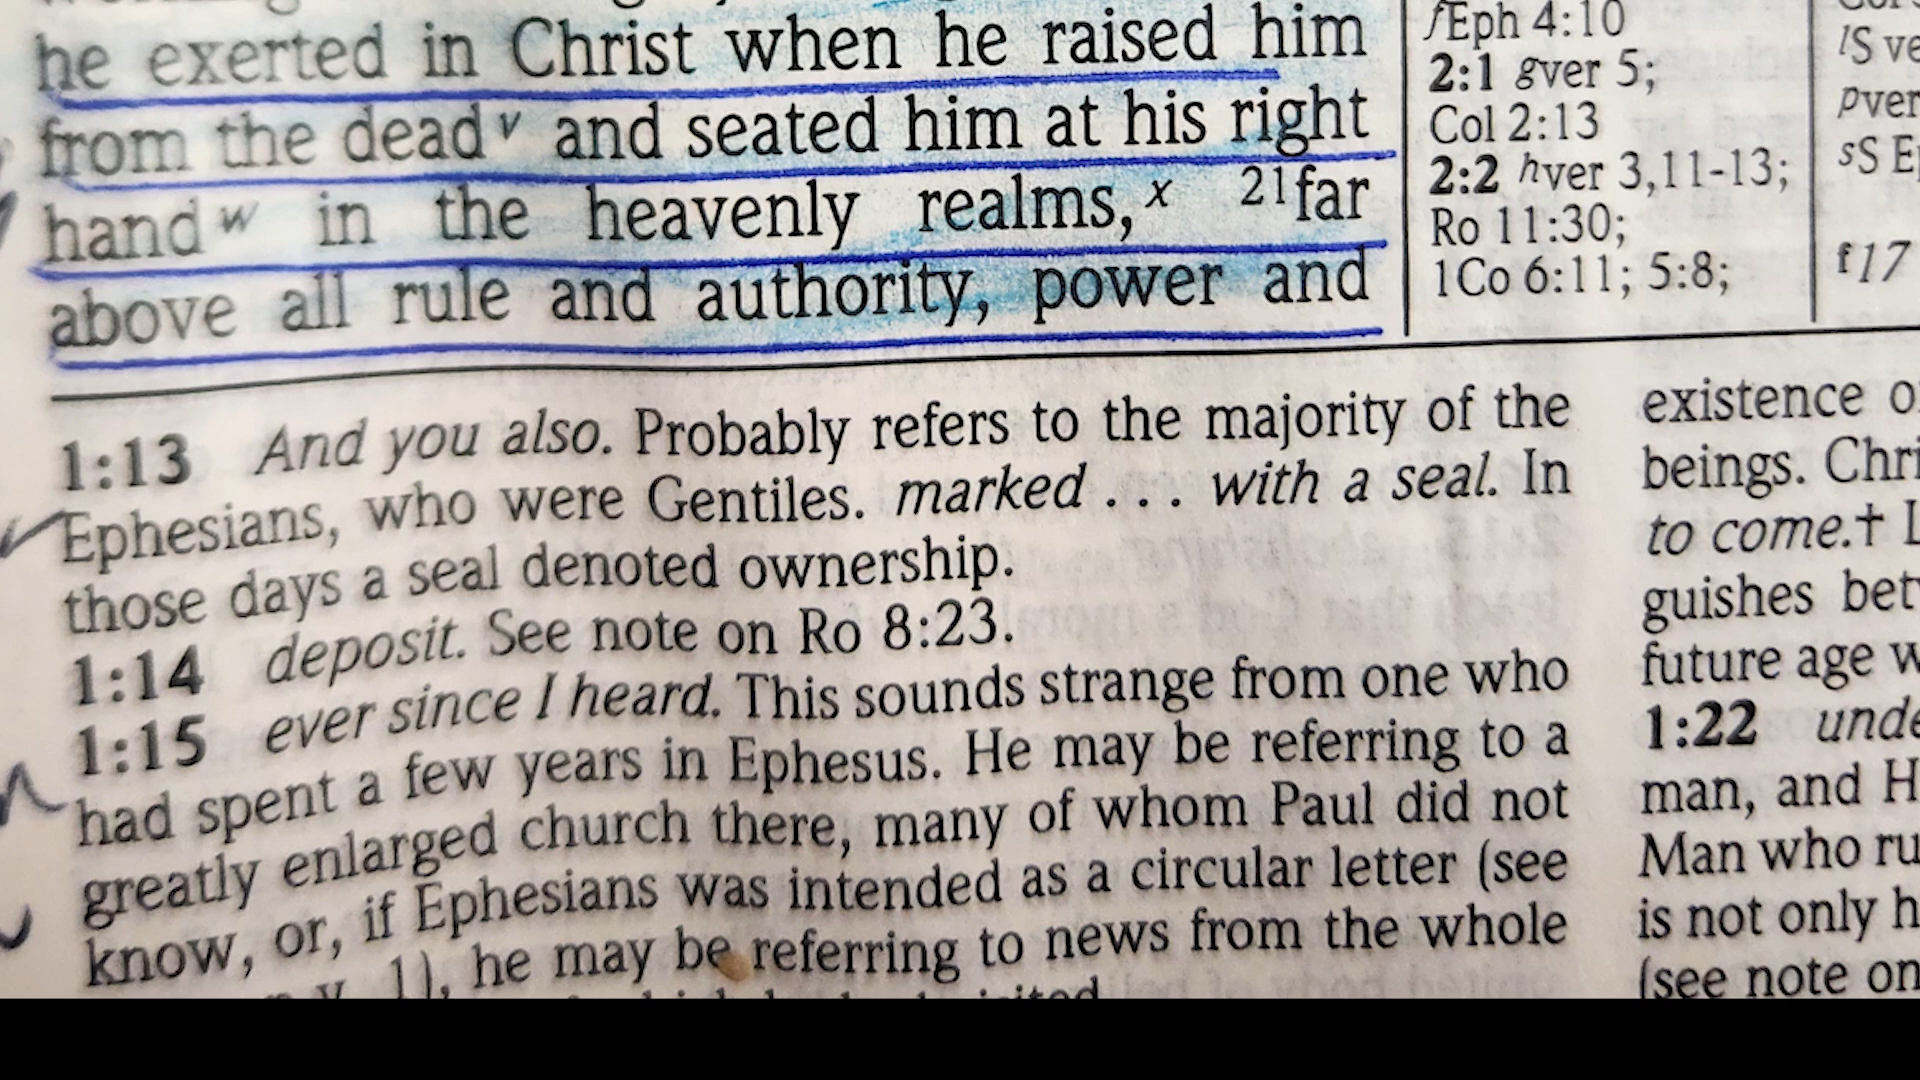 he exerted in Christ when he raised him
from the dead v and seated him at his right
hand w in the heavenly realms, x 21 far
above all rule and authority, power and
f Eph 4:10
2:1 g ver 5;
Col 2:13
2:2 h ver 3,11-13;
Ro 11:30;
1Co 6:11; 5:8;
f17
1:13 And you also. Probably refers to the majority of the
Ephesians, who were Gentiles. marked . . . with a seal. In
those days a seal denoted ownership.
1:14 deposit. See note on Ro 8:23.
1:15 ever since I heard. This sounds strange from one who
had spent a few years in Ephesus. He may be referring to a
greatly enlarged church there, many of whom Paul did not
know, or, if Ephesians was intended as a circular letter (see
1), he may be referring to news from the whole
existence
beings.
to come.†
guishes
future age
1:22
man, and
Man who
is not only
(see note on